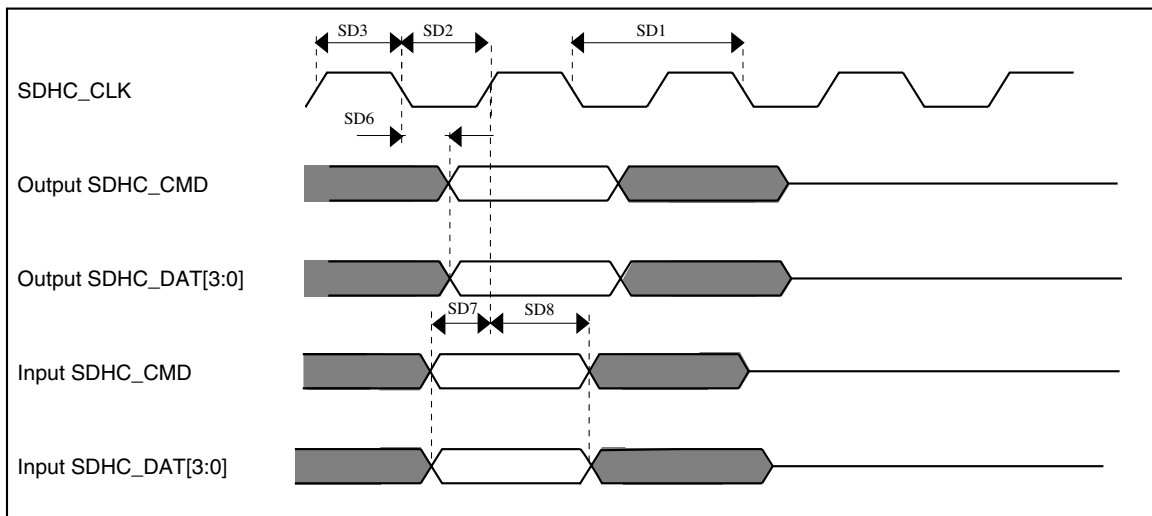 SD3 SD2 SD1
SDHC_CLK
SD6
Output SDHC_CMD
Output SDHC_DAT[3:0]
SD7 SD8
Input SDHC_CMD
Input SDHC_DAT[3:0]